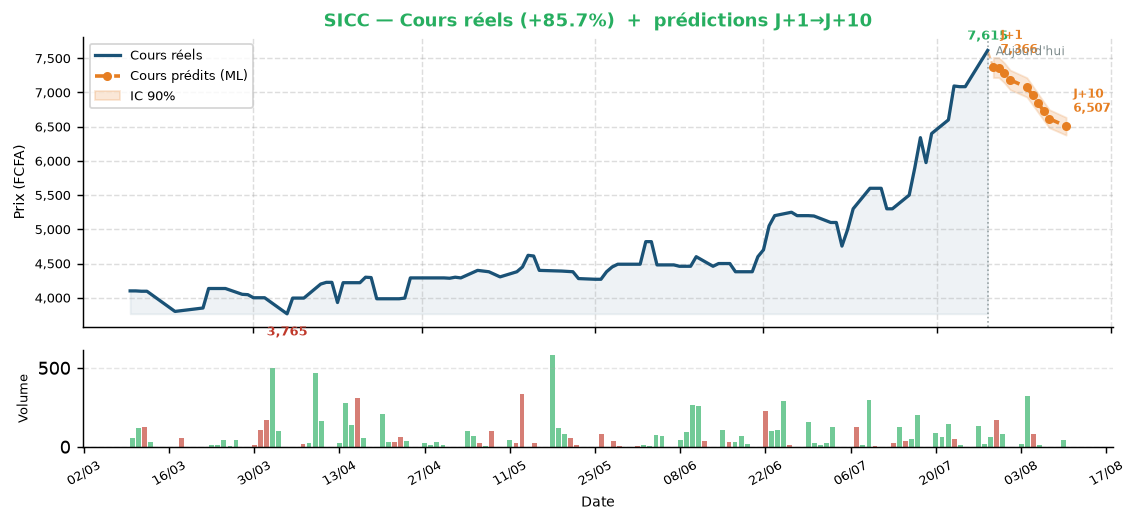 SICC — Cours réels (+85.7%)  +  prédictions J+1→J+10
Cours réels
Cours prédits (ML)
IC 90%
7,615
J+1
7,366
Aujourd'hui
J+10
6,507
3,765
Prix (FCFA)
7,500
7,000
6,500
6,000
5,500
5,000
4,500
4,000
Volume
500
0
02/03
16/03
30/03
13/04
27/04
11/05
25/05
08/06
22/06
06/07
20/07
03/08
17/08
Date